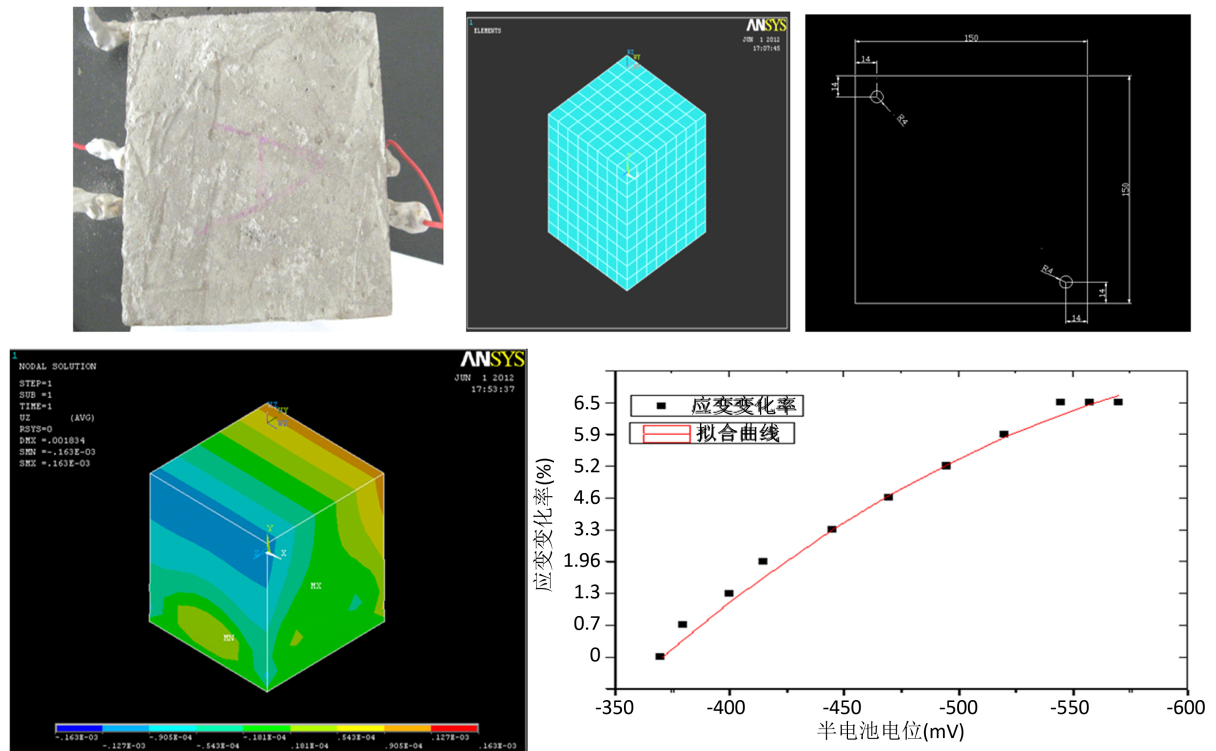 1
ELEMENTS
ANSYS
JUN 1 2012
17:07:45
150
14
14
R4
150
R4
14
14
1
NODAL SOLUTION
STEP=1
SUB =1
TIME=1
UZ (AVG)
RSYS=0
DMX =.001834
SMN =-.163E-03
SMX =.163E-03
ANSYS
JUN 1 2012
17:53:37
Y
X
MX
MN
-.163E-03 -.905E-04 -.181E-04 .543E-04 .127E-03
-.127E-03 -.543E-04 .181E-04 .905E-04 .163E-03
应变变化率
拟合曲线
应变变化率(%)
6.5
5.9
5.2
4.6
3.3
1.96
1.3
0.7
0
-350 -400 -450 -500 -550 -600
半电池电位(mV)